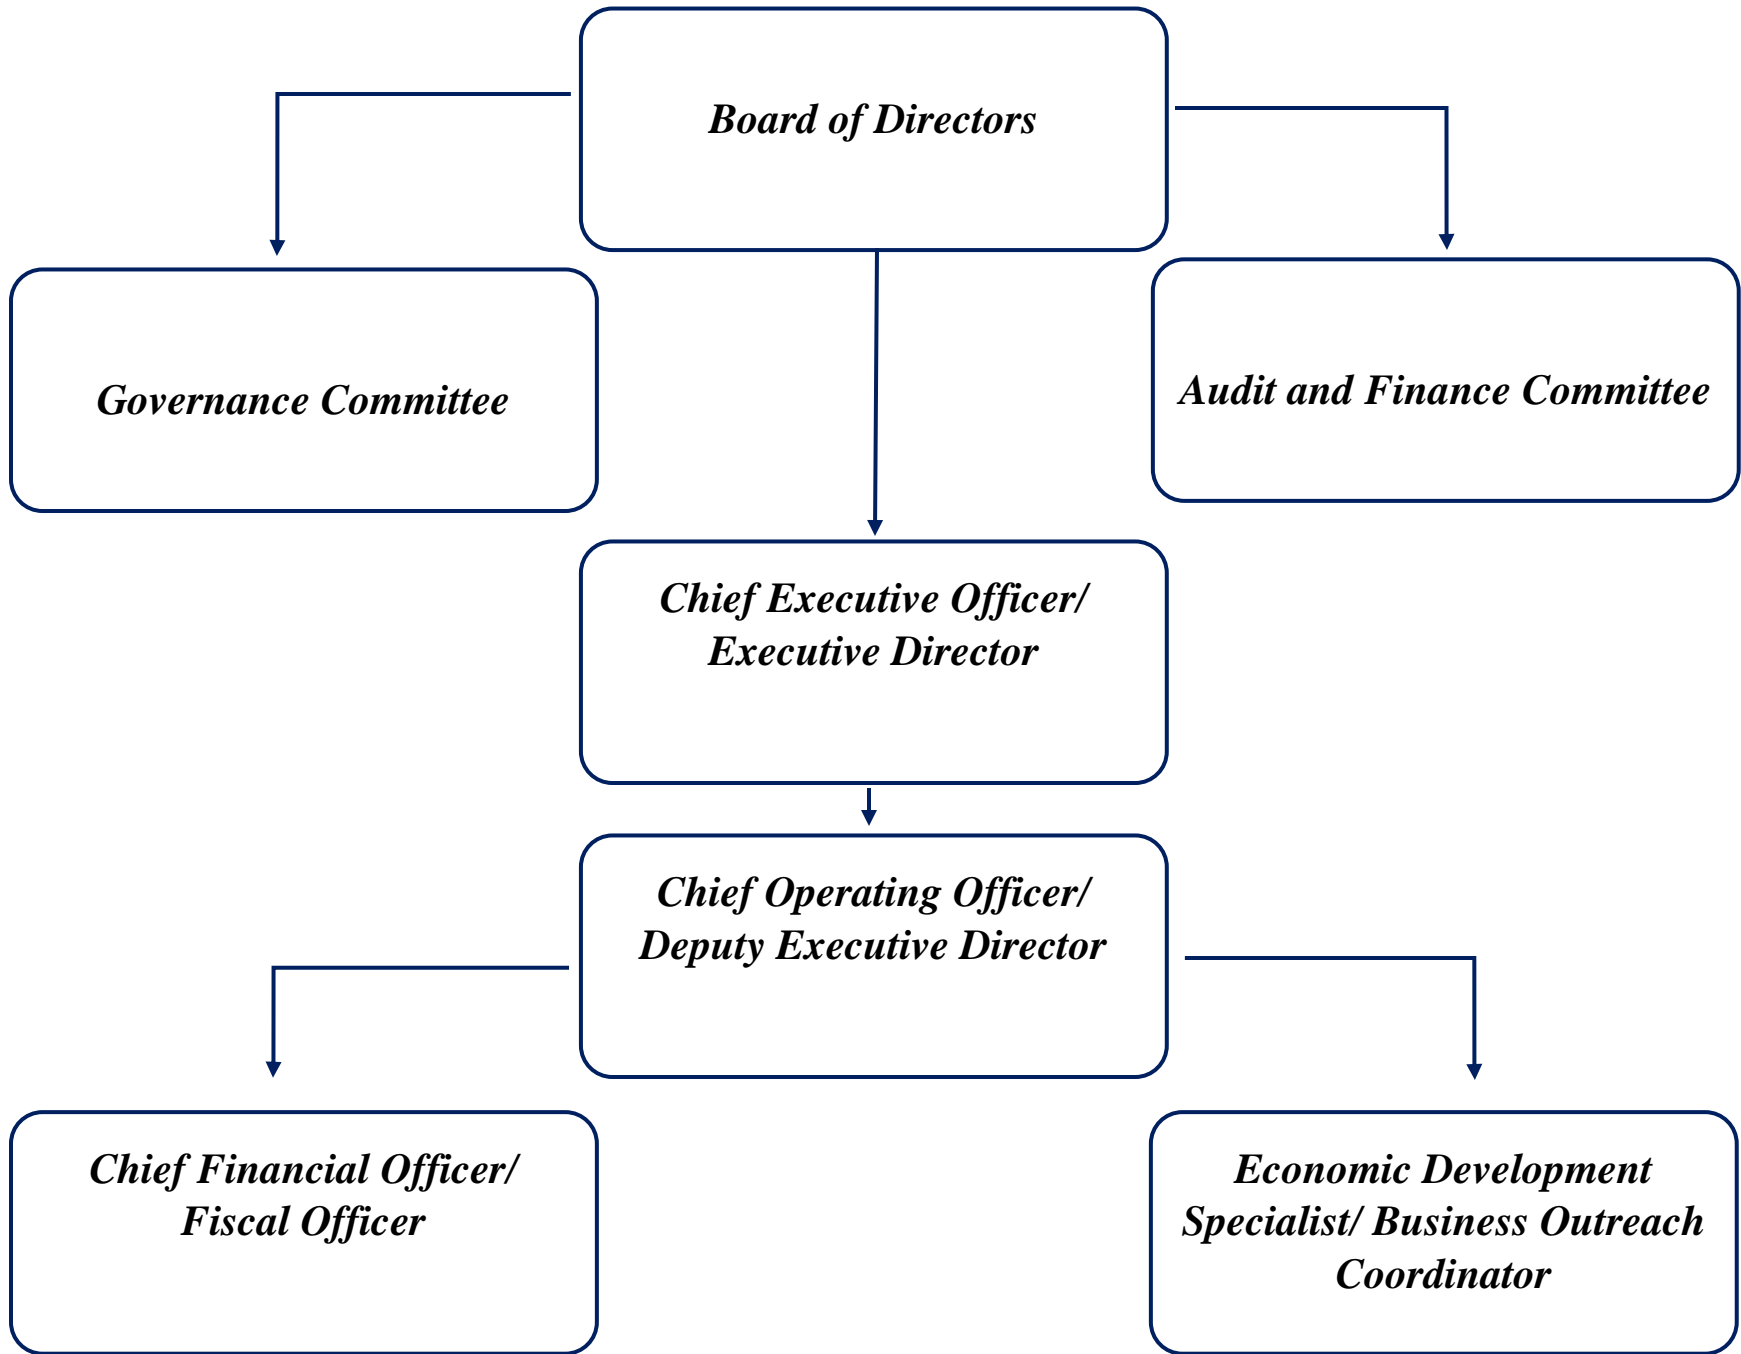 Board of Directors
Governance Committee
Audit and Finance Committee
Chief Executive Officer/
Executive Director
Chief Operating Officer/
Deputy Executive Director
Chief Financial Officer/
Fiscal Officer
Economic Development
Specialist/ Business Outreach
Coordinator